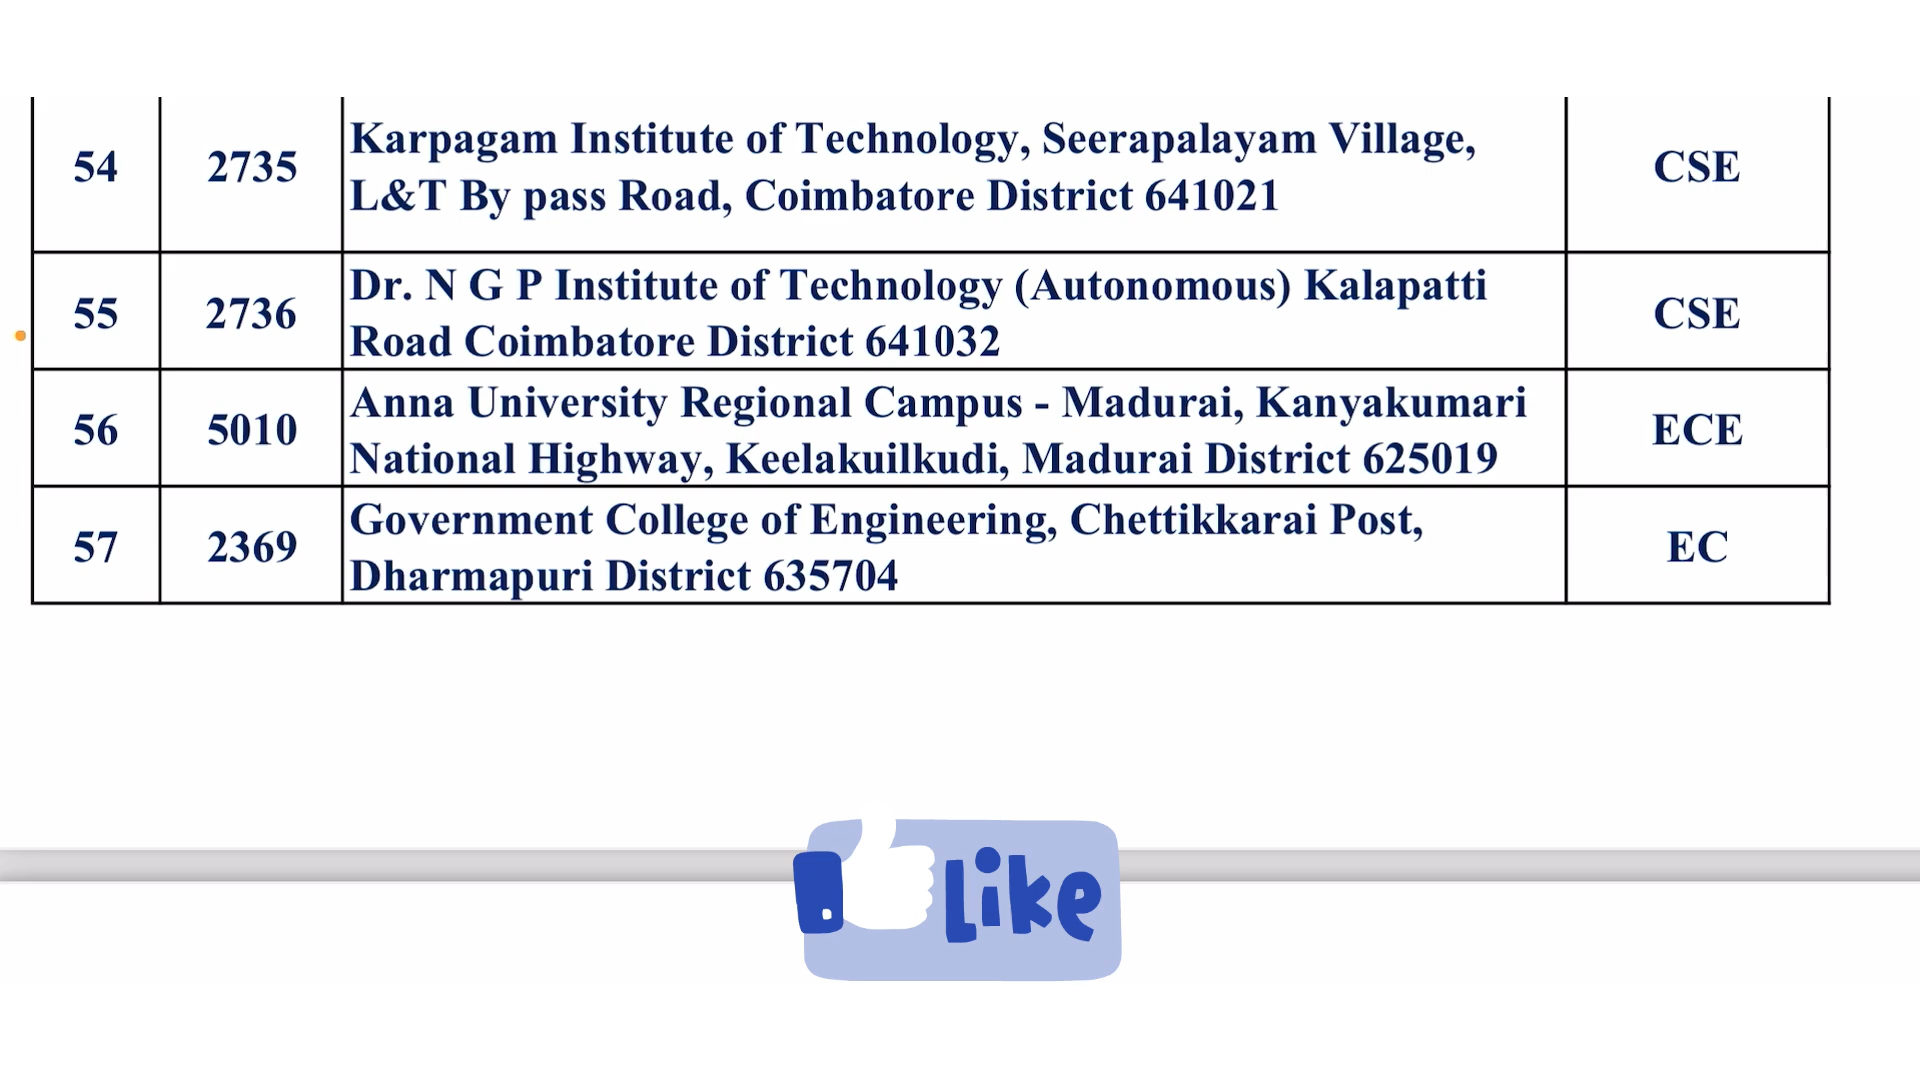 54 2735 Karpagam Institute of Technology, Seerapalayam Village, CSE
L&T By pass Road, Coimbatore District 641021
55 2736 Dr. N G P Institute of Technology (Autonomous) Kalapatti CSE
Road Coimbatore District 641032
56 5010 Anna University Regional Campus - Madurai, Kanyakumari ECE
National Highway, Keelakuilkudi, Madurai District 625019
57 2369 Government College of Engineering, Chettikkarai Post, EC
Dharmapuri District 635704
Like